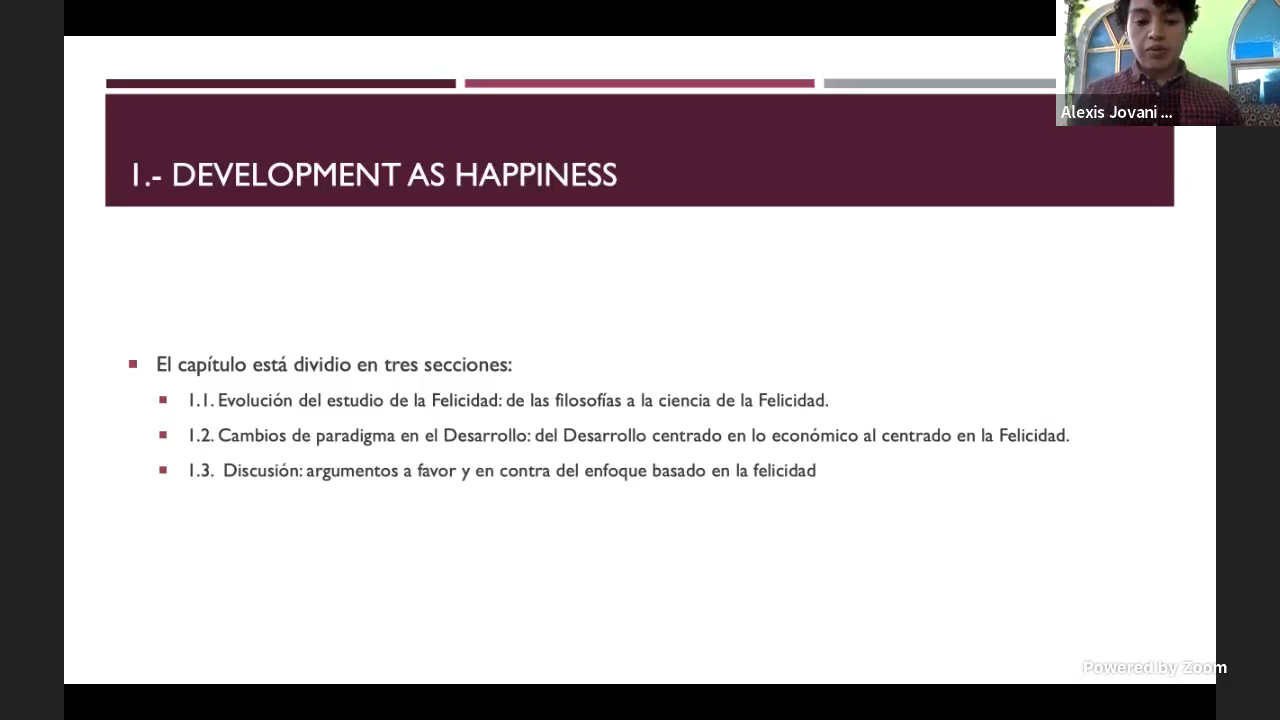 Alexis Jovani ...
1.- DEVELOPMENT AS HAPPINESS
El capítulo está dividio en tres secciones:
1.1. Evolución del estudio de la Felicidad: de las filosofías a la ciencia de la Felicidad.
1.2. Cambios de paradigma en el Desarrollo: del Desarrollo centrado en lo económico al centrado en la Felicidad.
1.3. Discusión: argumentos a favor y en contra del enfoque basado en la felicidad
Powered by Zoom